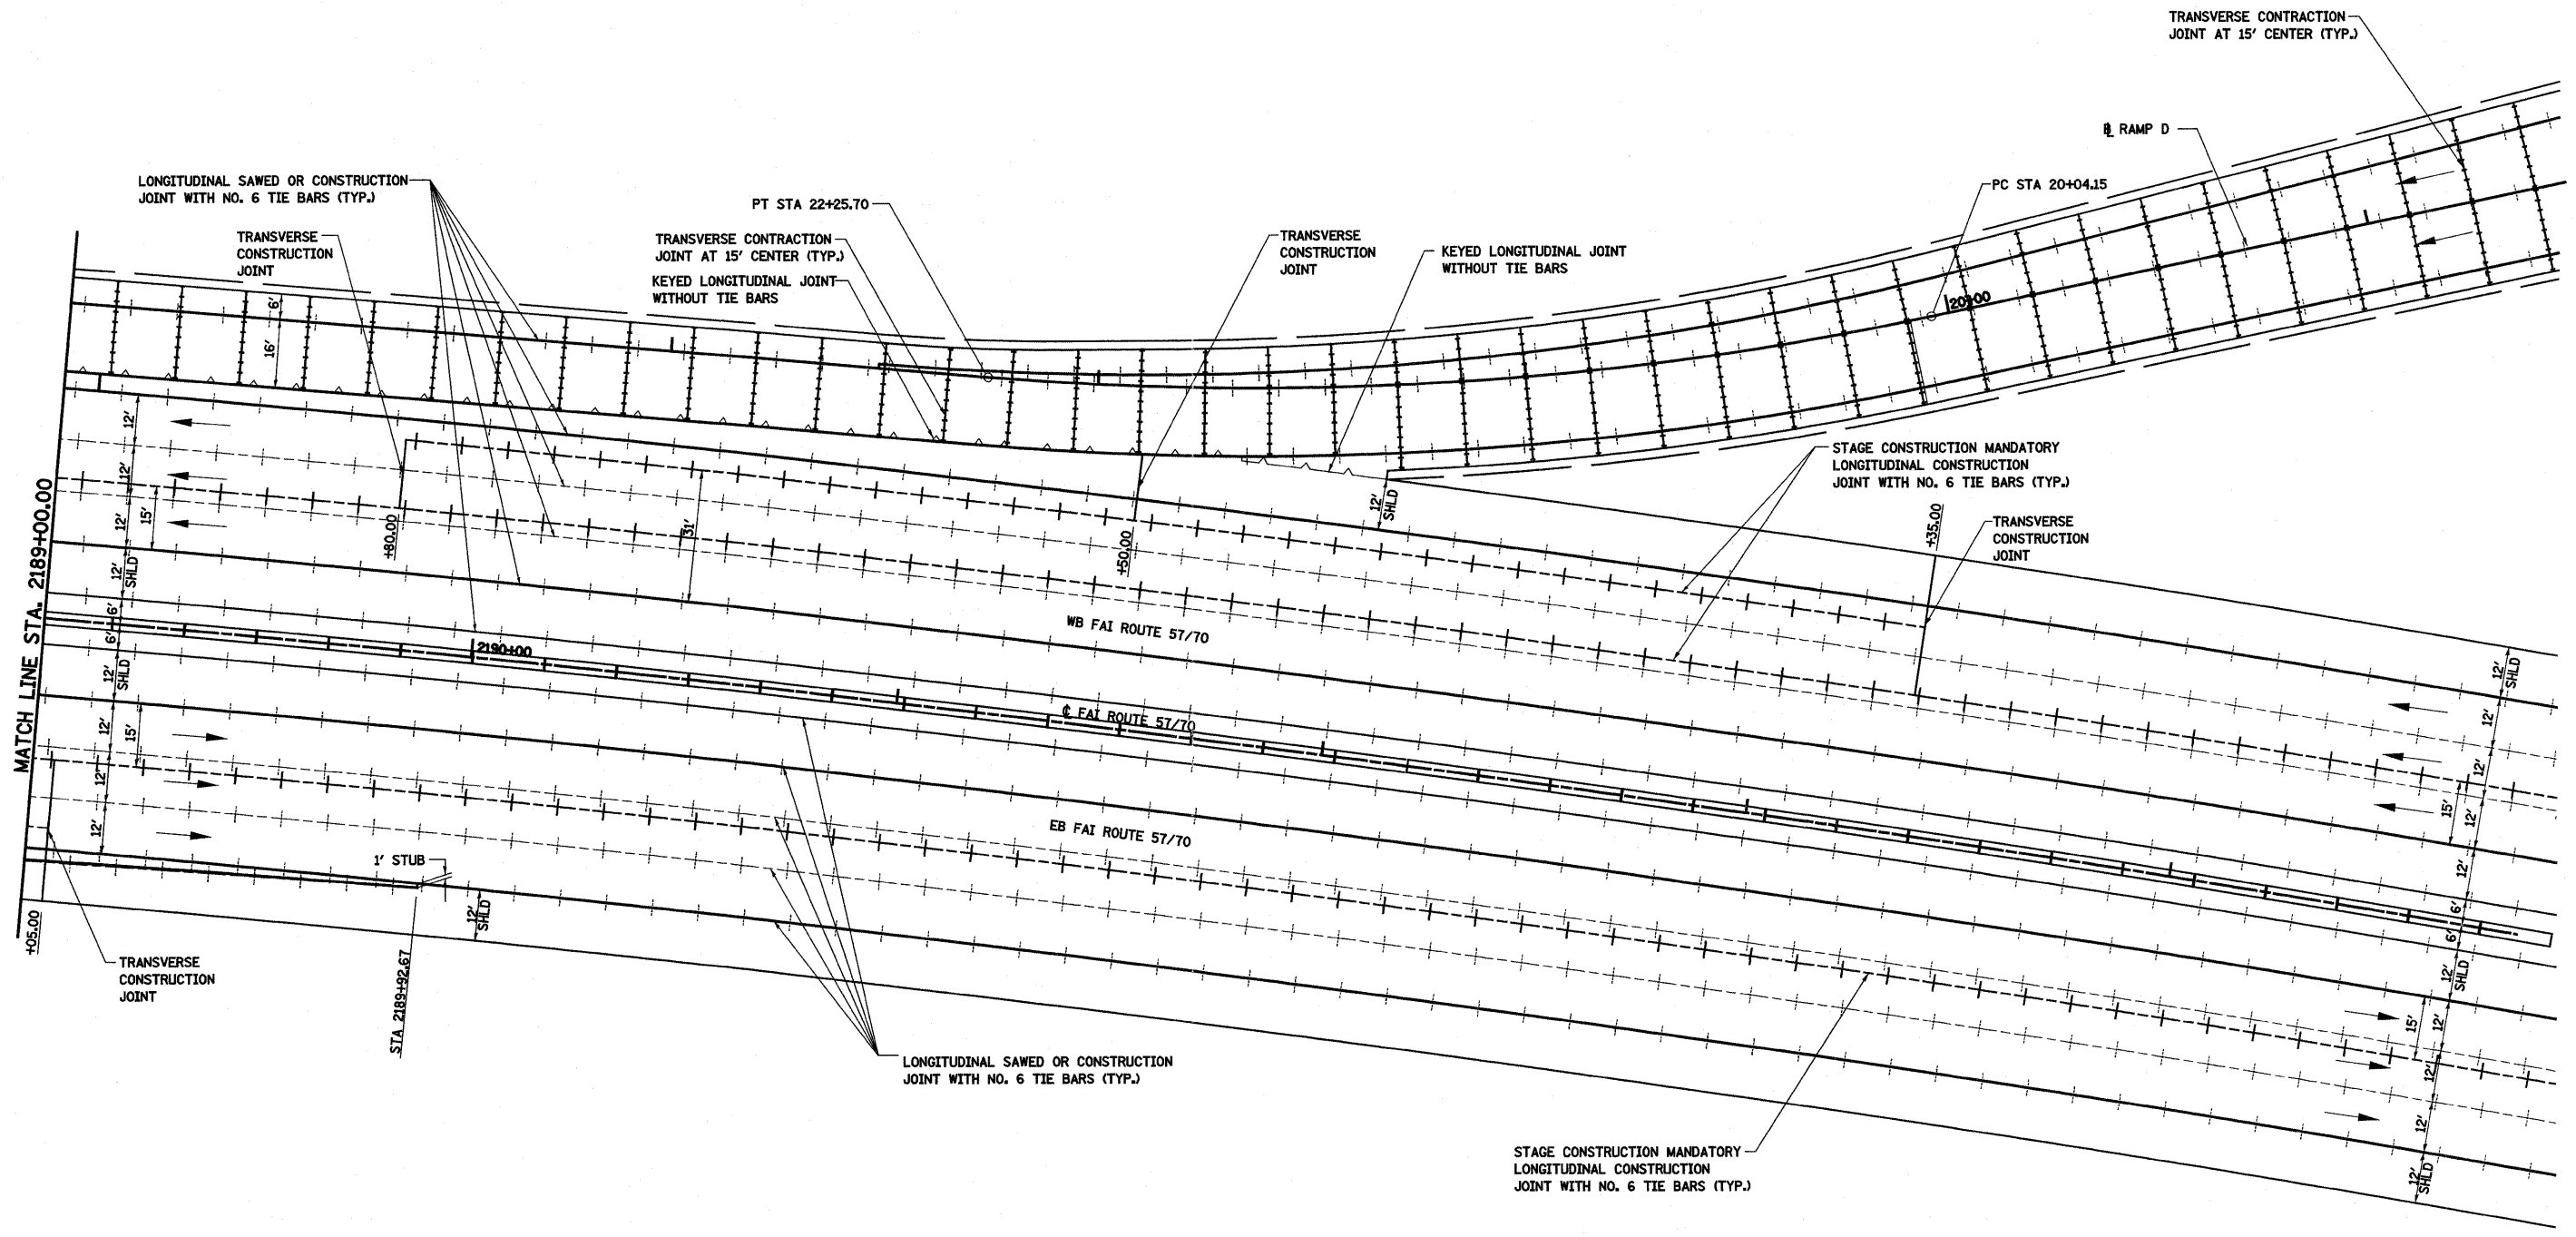 TRANSVERSE CONTRACTION
JOINT AT 15' CENTER (TYP.)
℄ RAMP D
LONGITUDINAL SAWED OR CONSTRUCTION
JOINT WITH NO. 6 TIE BARS (TYP.)
PC STA 20+04.15
PT STA 22+25.70
TRANSVERSE
CONSTRUCTION
JOINT
TRANSVERSE CONTRACTION
JOINT AT 15' CENTER (TYP.)
KEYED LONGITUDINAL JOINT
WITHOUT TIE BARS
TRANSVERSE
CONSTRUCTION
JOINT
KEYED LONGITUDINAL JOINT
WITHOUT TIE BARS
20+00
6'
16'
12'
12'
12'
15'
12'
SHLD
6'
6'
12'
SHLD
12'
15'
12'
12'
MATCH LINE STA. 2189+00.00
+80.00
31'
+50.00
12'
SHLD
STAGE CONSTRUCTION MANDATORY
LONGITUDINAL CONSTRUCTION
JOINT WITH NO. 6 TIE BARS (TYP.)
+35.00
TRANSVERSE
CONSTRUCTION
JOINT
WB FAI ROUTE 57/70
2190+00
℄ FAI ROUTE 57/70
EB FAI ROUTE 57/70
12'
SHLD
12'
12'
15'
12'
12'
6'
6'
12'
SHLD
15'
12'
12'
12'
12'
SHLD
1' STUB
12'
SHLD
+05.00
TRANSVERSE
CONSTRUCTION
JOINT
STA 2189+92.67
LONGITUDINAL SAWED OR CONSTRUCTION
JOINT WITH NO. 6 TIE BARS (TYP.)
STAGE CONSTRUCTION MANDATORY
LONGITUDINAL CONSTRUCTION
JOINT WITH NO. 6 TIE BARS (TYP.)